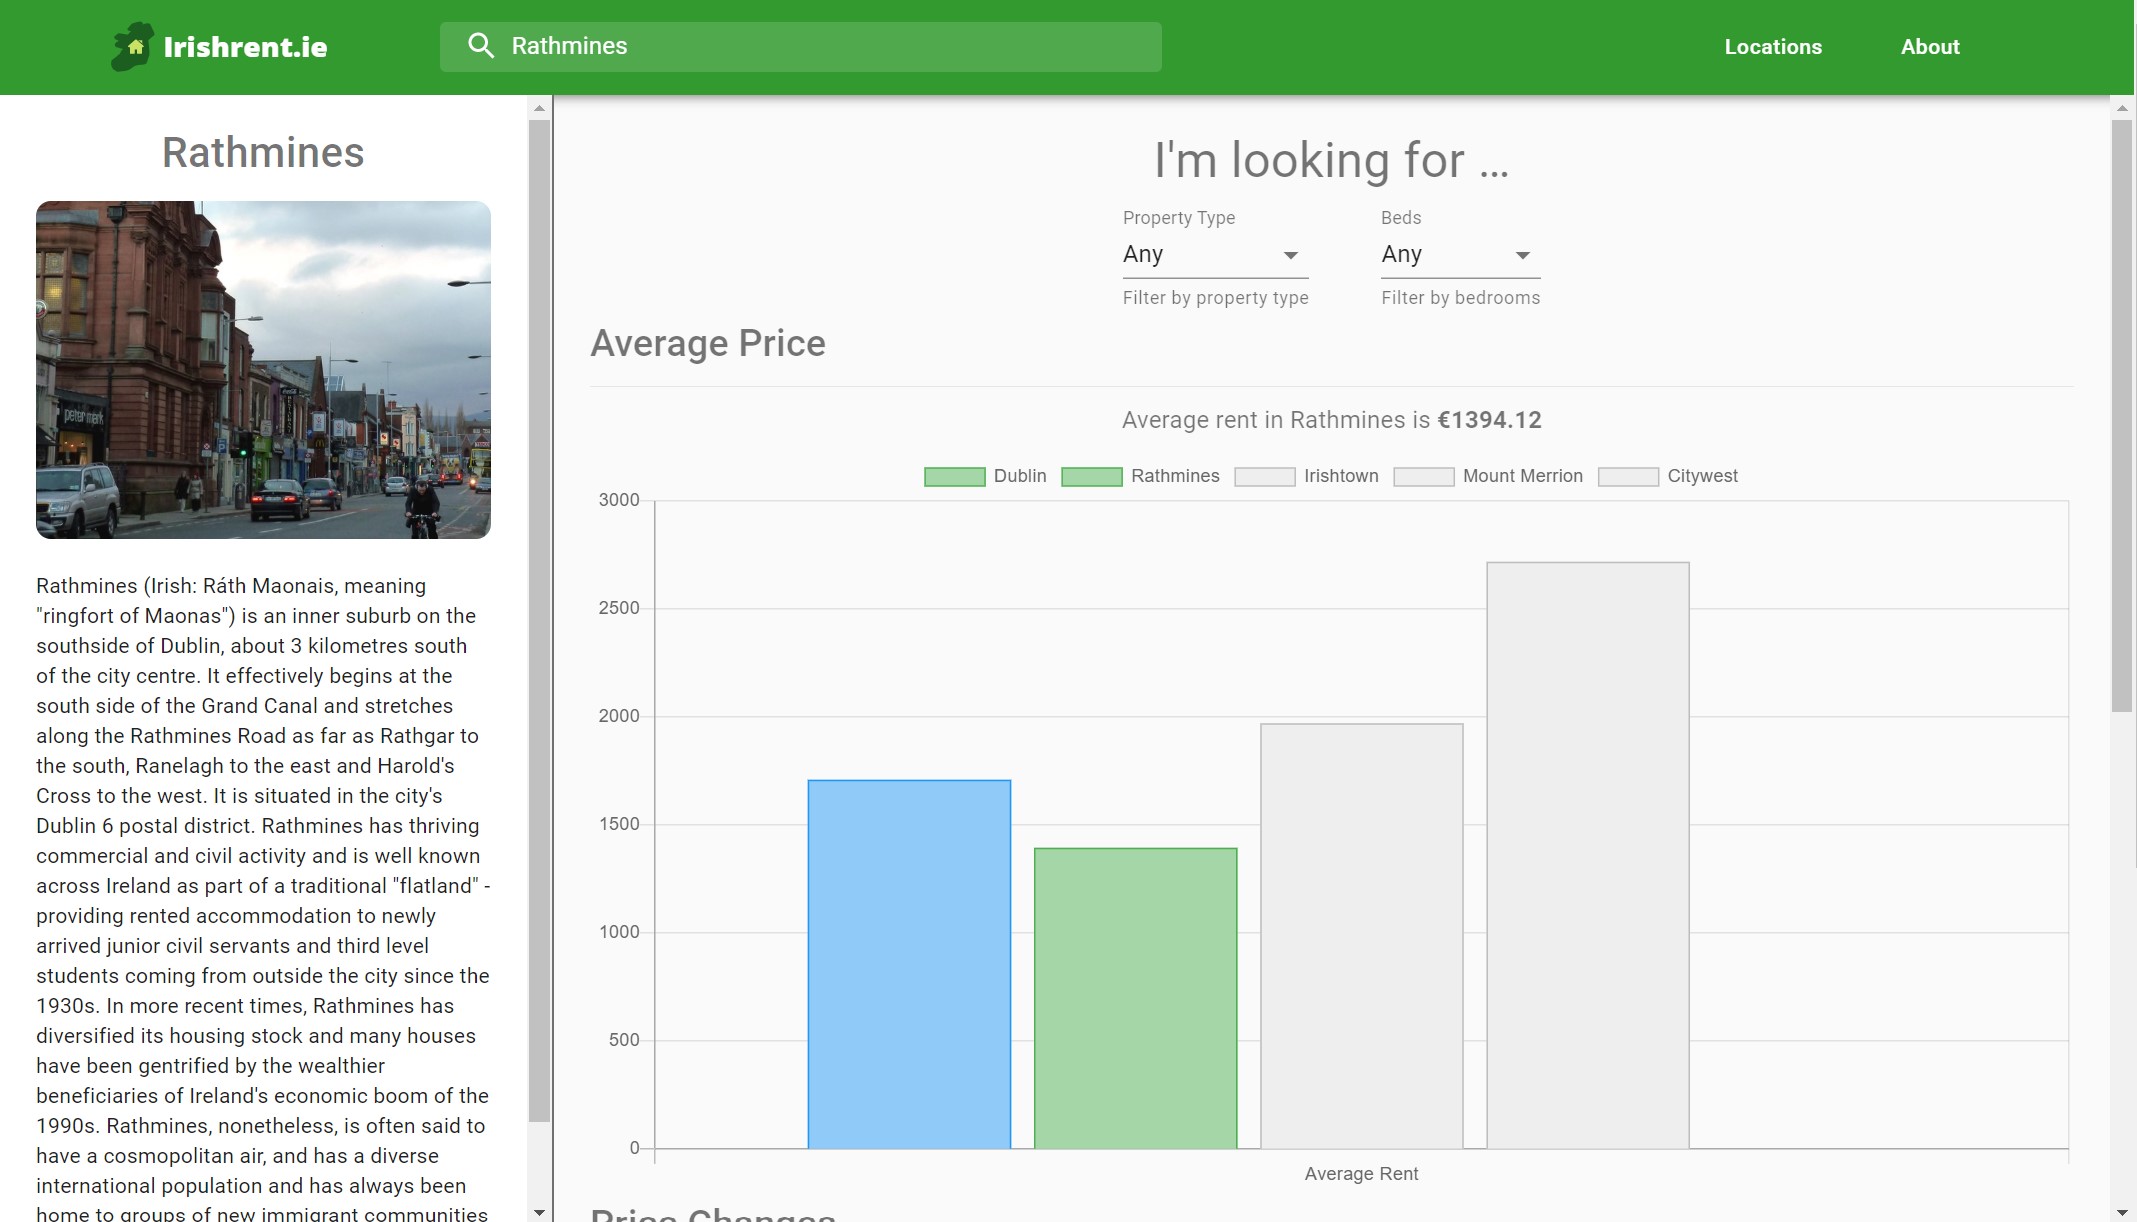 Irishrent.ie
Rathmines
Locations
About
Rathmines
peter mark
Rathmines (Irish: Ráth Maonais, meaning
"ringfort of Maonas") is an inner suburb on the
southside of Dublin, about 3 kilometres south
of the city centre. It effectively begins at the
south side of the Grand Canal and stretches
along the Rathmines Road as far as Rathgar to
the south, Ranelagh to the east and Harold's
Cross to the west. It is situated in the city's
Dublin 6 postal district. Rathmines has thriving
commercial and civil activity and is well known
across Ireland as part of a traditional "flatland" -
providing rented accommodation to newly
arrived junior civil servants and third level
students coming from outside the city since the
1930s. In more recent times, Rathmines has
diversified its housing stock and many houses
have been gentrified by the wealthier
beneficiaries of Ireland's economic boom of the
1990s. Rathmines, nonetheless, is often said to
have a cosmopolitan air, and has a diverse
international population and has always been
home to groups of new immigrant communities
I'm looking for ...
Property Type
Any
Filter by property type
Beds
Any
Filter by bedrooms
Average Price
Average rent in Rathmines is €1394.12
Dublin
Rathmines
Irishtown
Mount Merrion
Citywest
3000
2500
2000
1500
1000
500
0
Average Rent
Price Changes